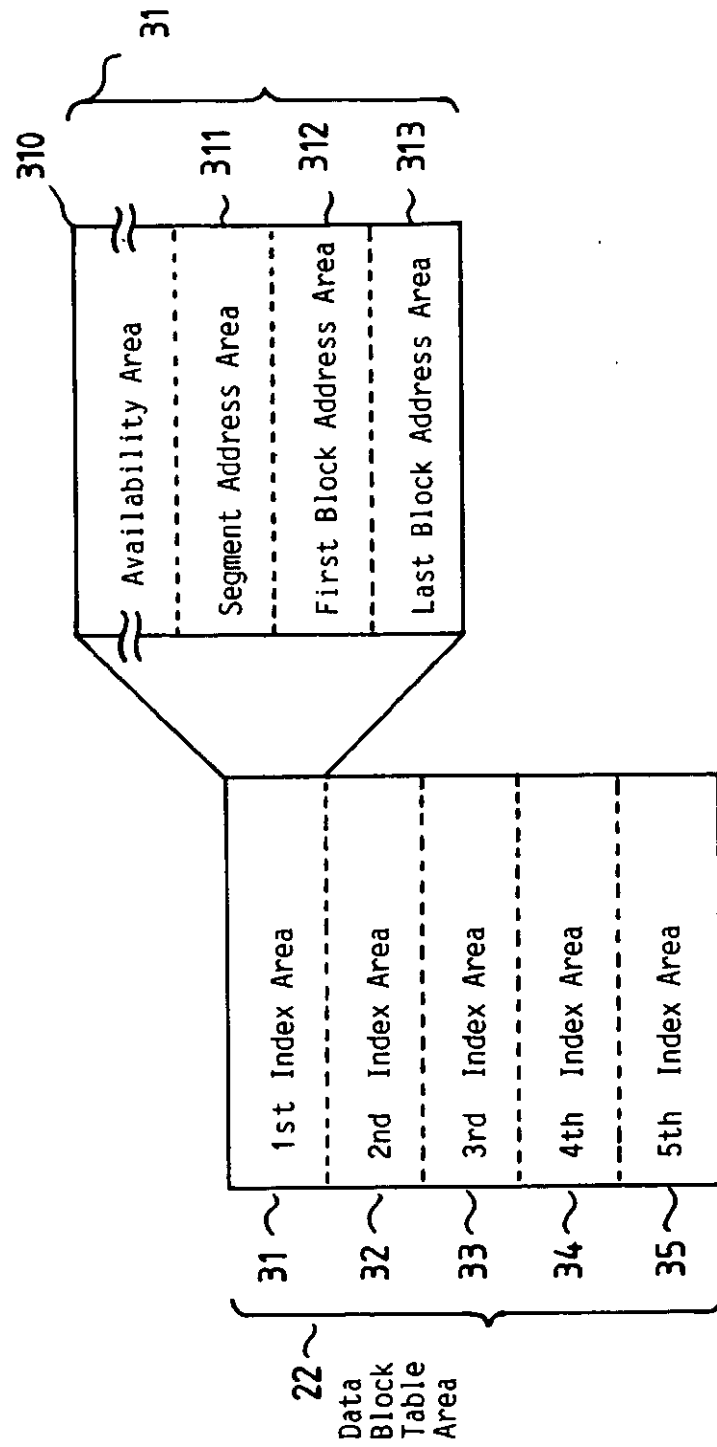 22
Data
Block
Table
Area
31
1st Index Area
32
2nd Index Area
33
3rd Index Area
34
4th Index Area
35
5th Index Area
310
31
Availability Area
311
Segment Address Area
312
First Block Address Area
313
Last Block Address Area